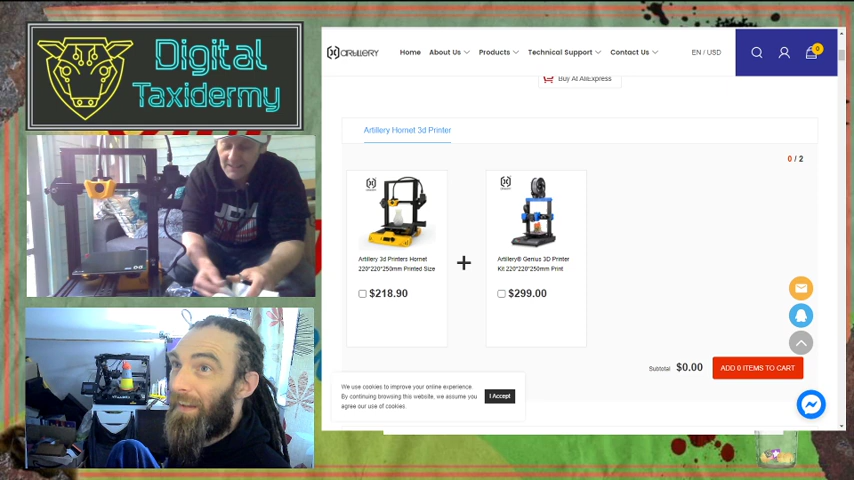 Digital
Taxidermy
ARTILLERY
Home
About Us
Products
Technical Support
Contact Us
EN / USD
0
Buy At AliExpress
Artillery Hornet 3d Printer
0 / 2
Artillery 3d Printers Hornet
220*220*250mm Printed Size
$218.90
+
Artillery® Genius 3D Printer
Kit 220*220*250mm Print
$299.00
Subtotal $0.00
ADD 0 ITEMS TO CART
We use cookies to improve your online experience.
By continuing browsing this website, we assume you
agree our use of cookies.
I Accept